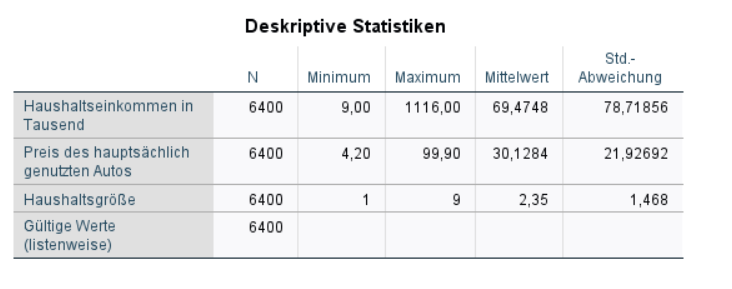 Deskriptive Statistiken
N Minimum Maximum Mittelwert Std.-Abweichung
Haushaltseinkommen in Tausend 6400 9,00 1116,00 69,4748 78,71856
Preis des hauptsächlich genutzten Autos 6400 4,20 99,90 30,1284 21,92692
Haushaltsgröße 6400 1 9 2,35 1,468
Gültige Werte (listenweise) 6400